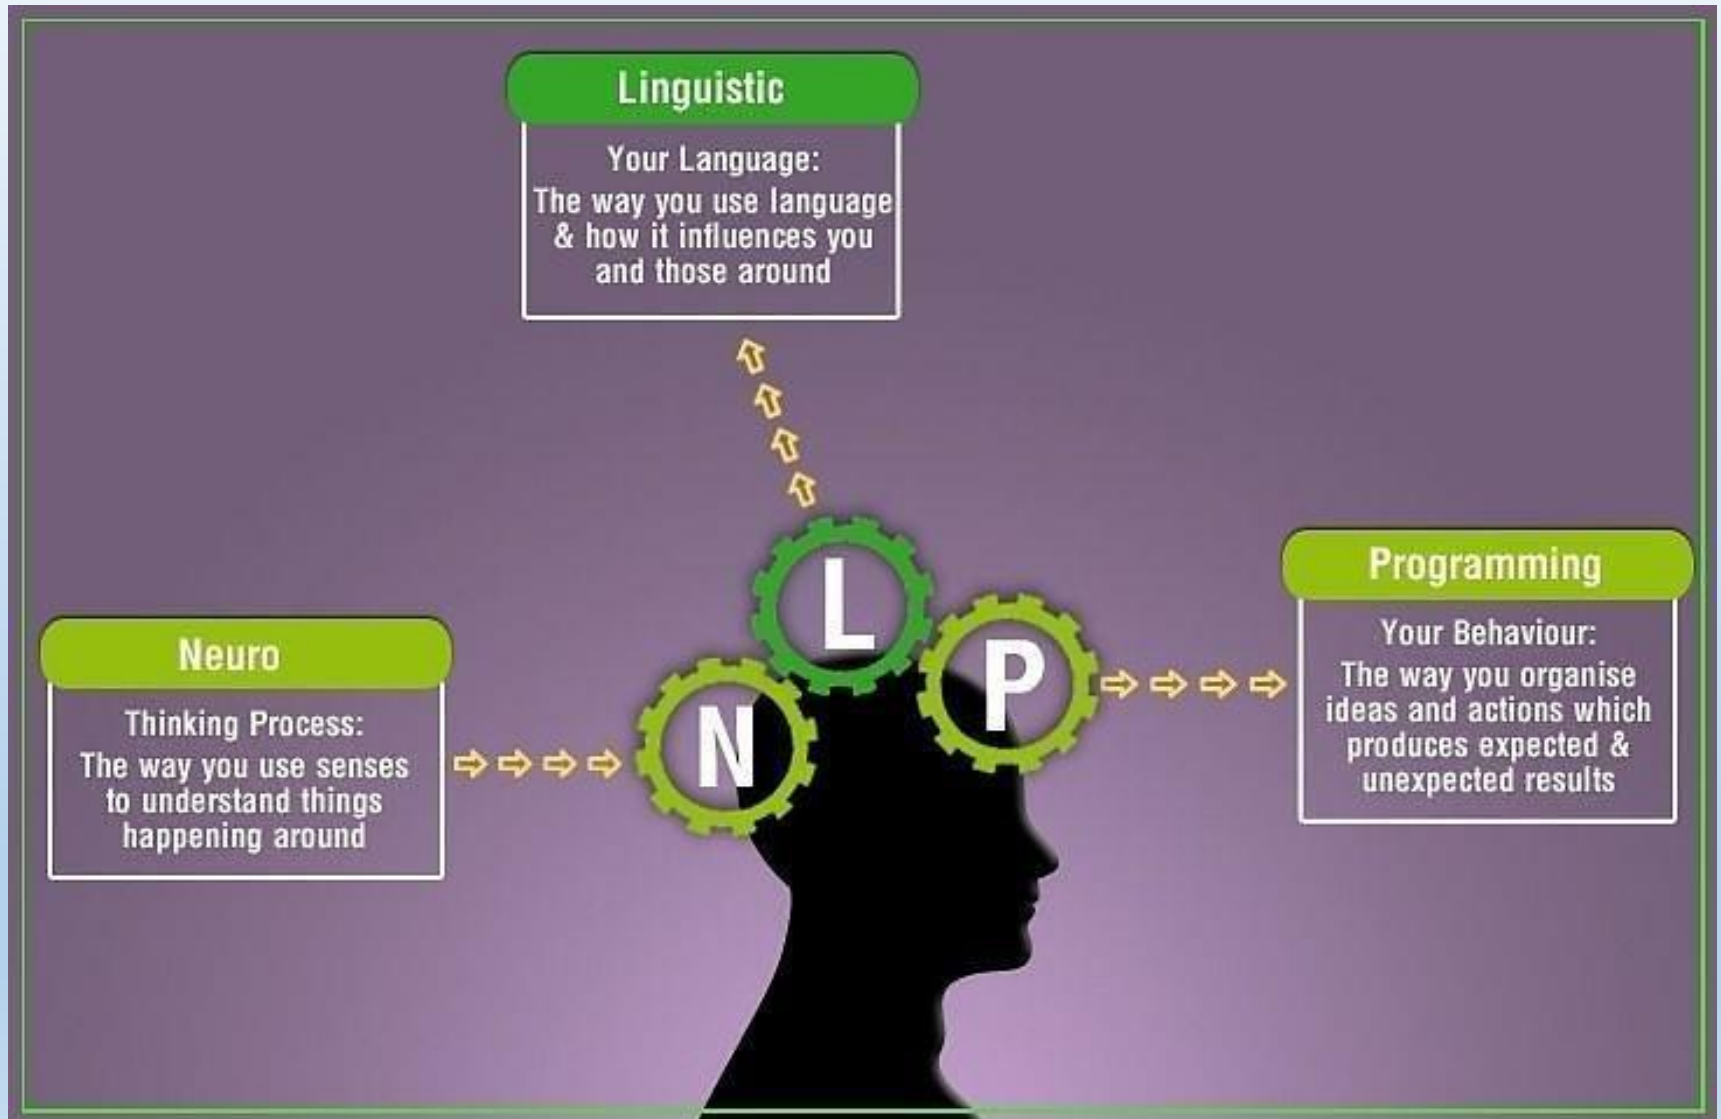 Linguistic
Your Language:
The way you use language
& how it influences you
and those around
L
Programming
Your Behaviour:
The way you organise
ideas and actions which
produces expected &
unexpected results
P
Neuro
Thinking Process:
The way you use senses
to understand things
happening around
N